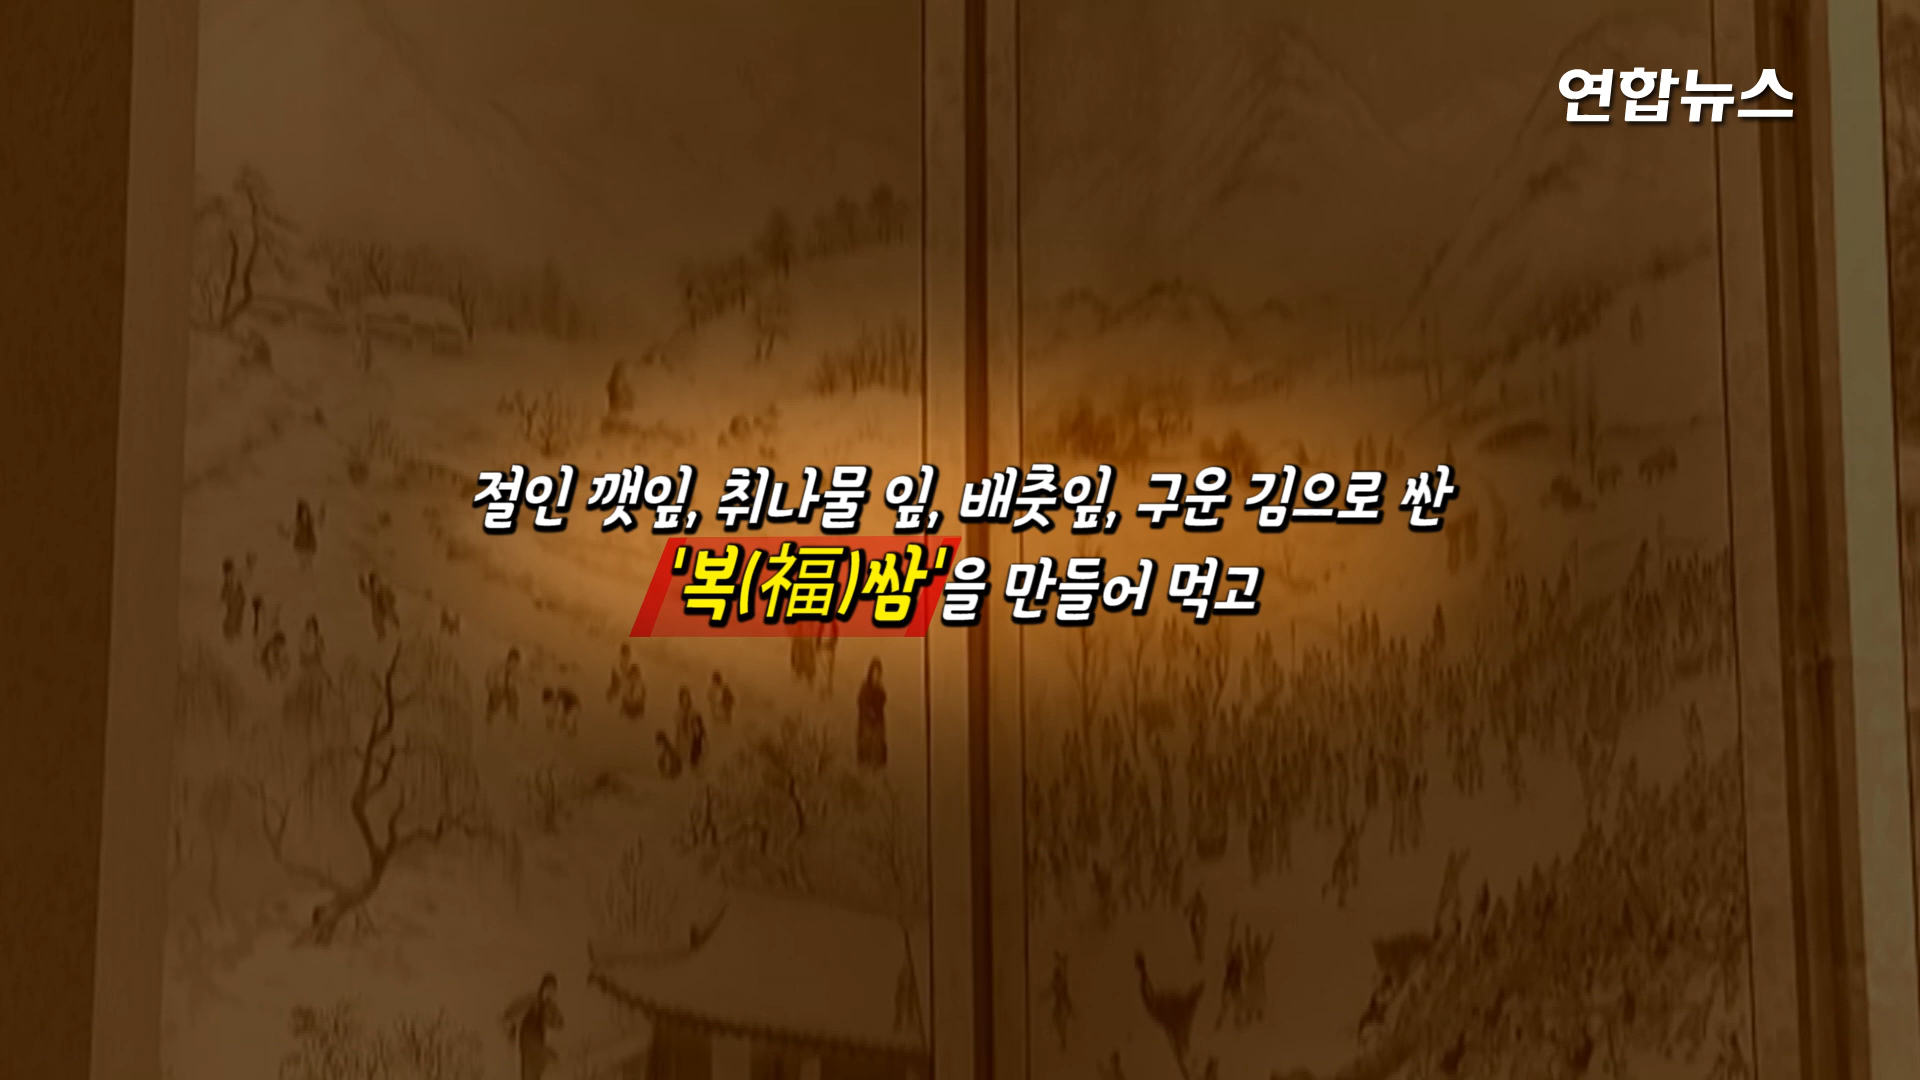 연합뉴스
절인 깻잎, 취나물 잎, 배춧잎, 구운 김으로 싼
'복(福)쌈'을 만들어 먹고